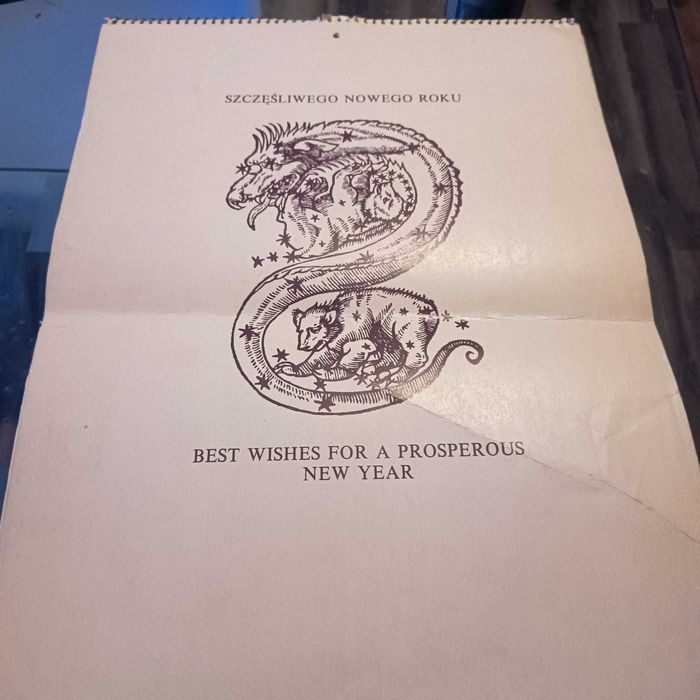 SZCZĘŚLIWEGO NOWEGO ROKU
BEST WISHES FOR A PROSPEROUS
NEW YEAR